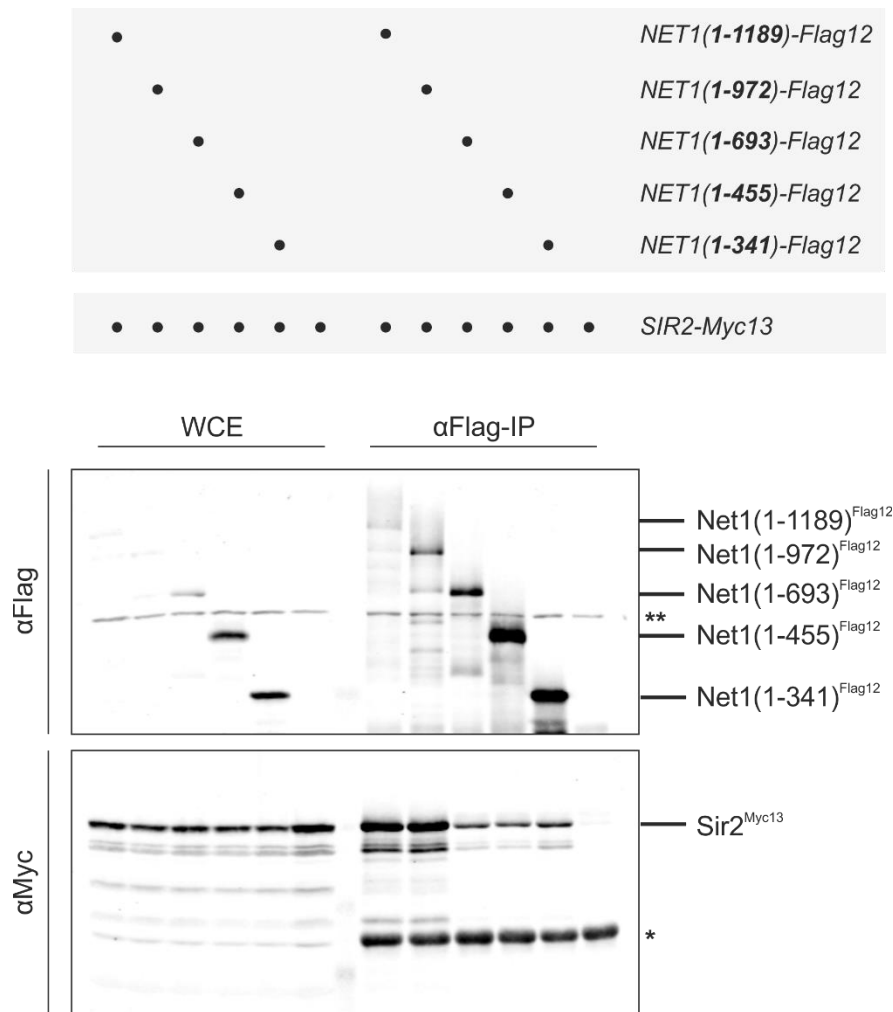 NET1(1-1189)-Flag12
NET1(1-972)-Flag12
NET1(1-693)-Flag12
NET1(1-455)-Flag12
NET1(1-341)-Flag12
SIR2-Myc13
WCE
αFlag-IP
αFlag
Net1(1-1189)Flag12
Net1(1-972)Flag12
Net1(1-693)Flag12
**
Net1(1-455)Flag12
Net1(1-341)Flag12
αMyc
Sir2Myc13
*